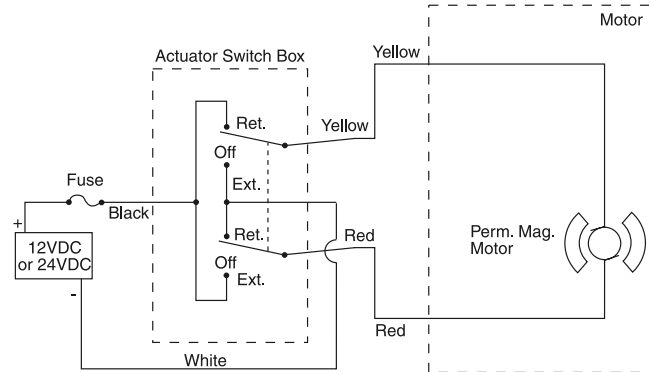 Motor
Yellow
Actuator Switch Box
Ret.
Yellow
Off
Fuse
Ext.
Black
+
12VDC
or 24VDC
-
Ret.
Red
Perm. Mag.
Motor
Off
Ext.
Red
White